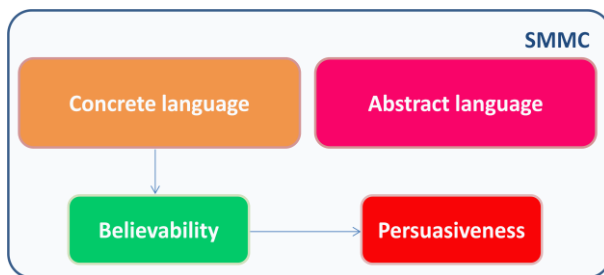 SMMC
Concrete language
Abstract language
Believability
Persuasiveness